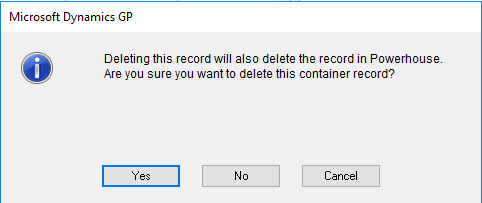 Microsoft Dynamics GP
Deleting this record will also delete the record in Powerhouse.
Are you sure you want to delete this container record?
Yes
No
Cancel